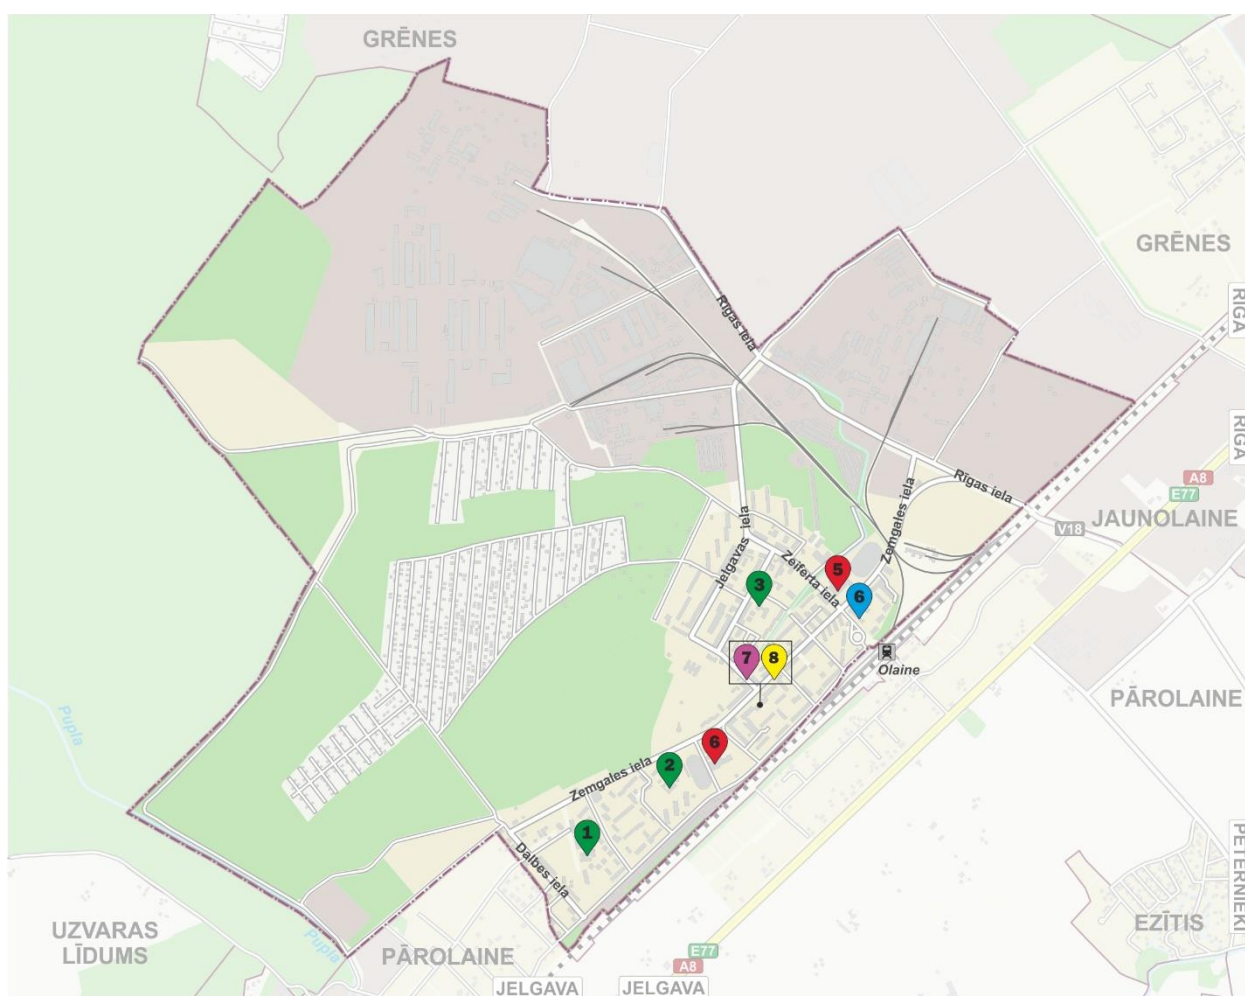 GRĒNES
GRĒNES
RĪGA
Rīgas iela
RĪGA
A8
E77
Rīgas iela
JAUNOLAINE
V18
Zemgales iela
Jelgavas iela
Zeiferta iela
5
3
6
7
8
Olaine
PĀROLAINE
Pupla
6
2
Zemgales iela
1
Dalbes iela
PĒTERNIEKI
EZĪTIS
UZVARAS
LĪDUMS
Pupla
PĀROLAINE
E77
A8
JELGAVA
JELGAVA